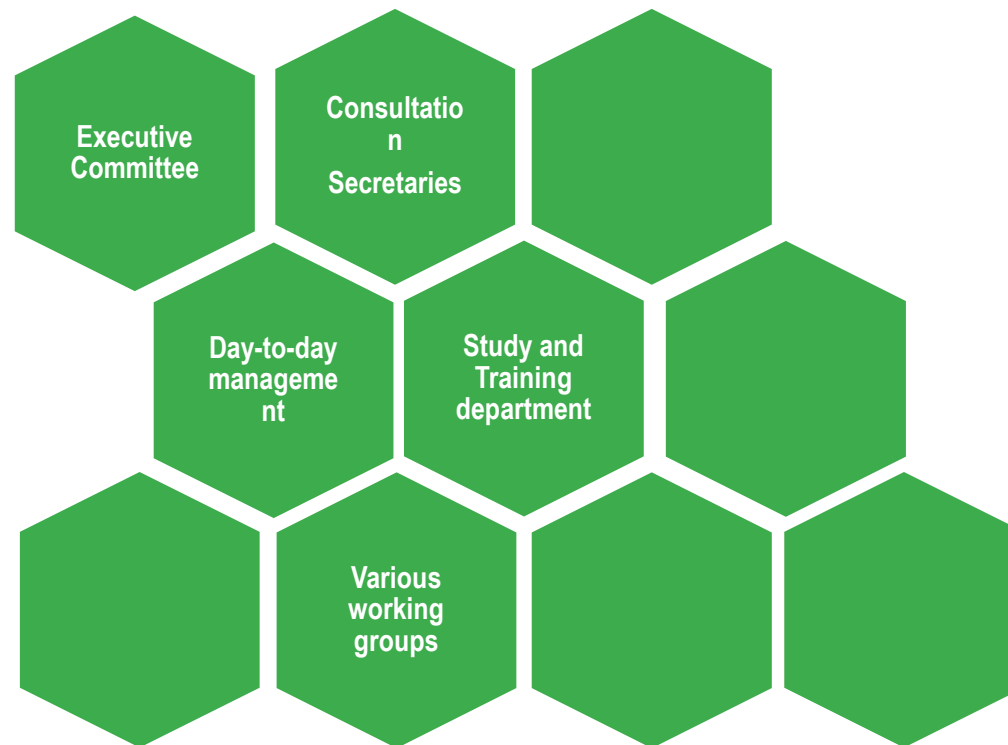 Executive
Committee
Consultatio
n
Secretaries
Day-to-day
manageme
nt
Study and
Training
department
Various
working
groups